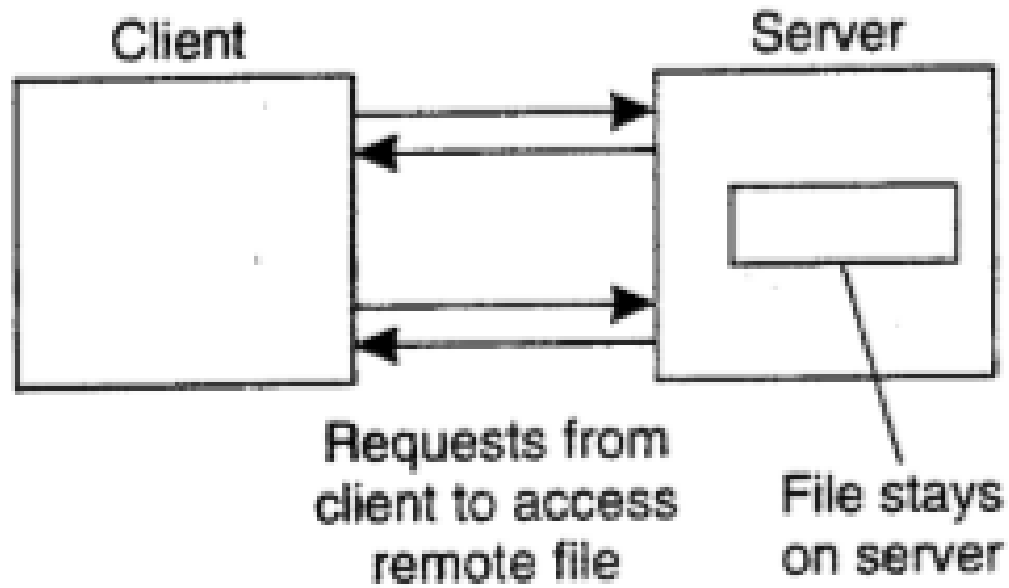 Client
Server
Requests from
client to access
remote file
File stays
on server